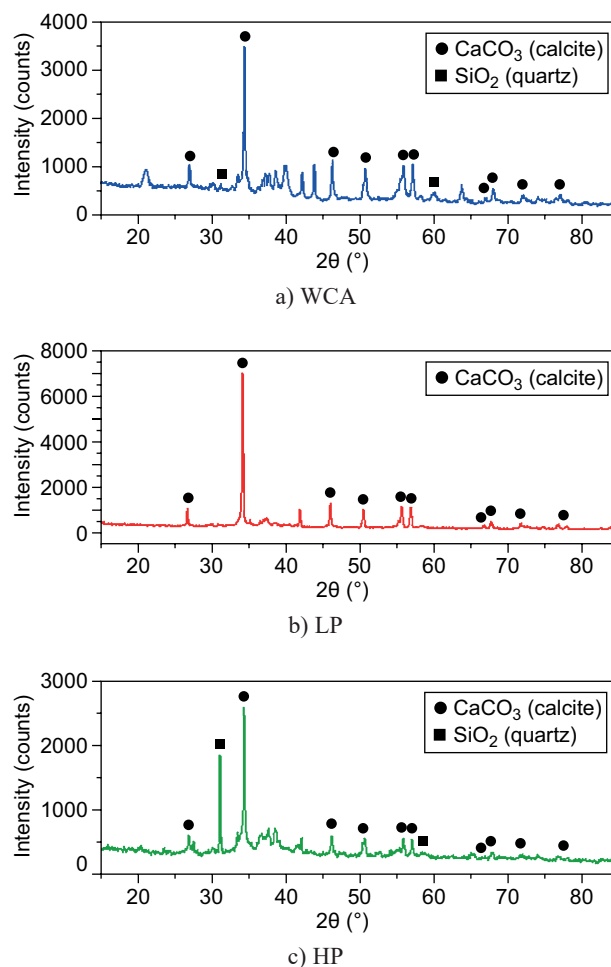 4000
3000
2000
1000
0
Intensity (counts)
● CaCO₃ (calcite)
■ SiO₂ (quartz)
20 30 40 50 60 70 80
2θ (°)
a) WCA
8000
6000
4000
2000
0
Intensity (counts)
● CaCO₃ (calcite)
20 30 40 50 60 70 80
2θ (°)
b) LP
3000
2000
1000
0
Intensity (counts)
● CaCO₃ (calcite)
■ SiO₂ (quartz)
20 30 40 50 60 70 80
2θ (°)
c) HP